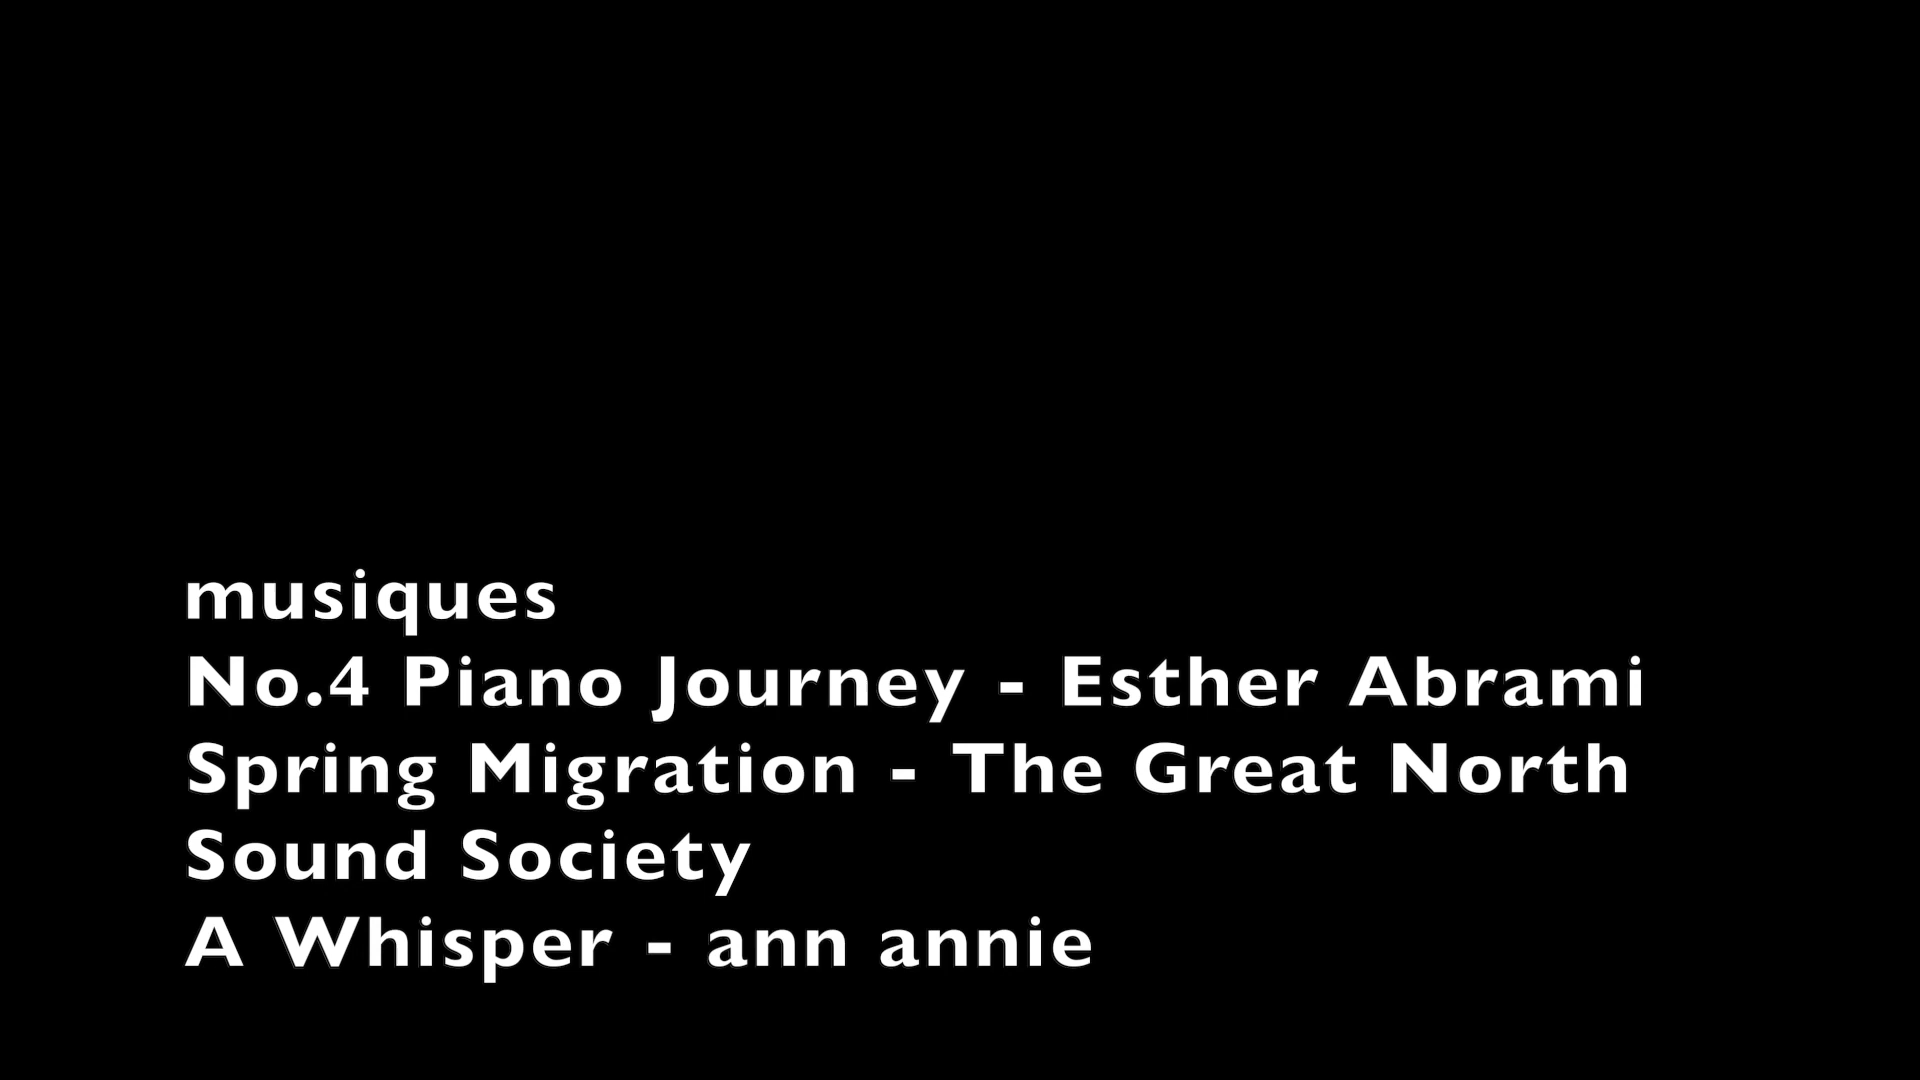 musiques
No.4 Piano Journey - Esther Abrami
Spring Migration - The Great North
Sound Society
A Whisper - ann annie